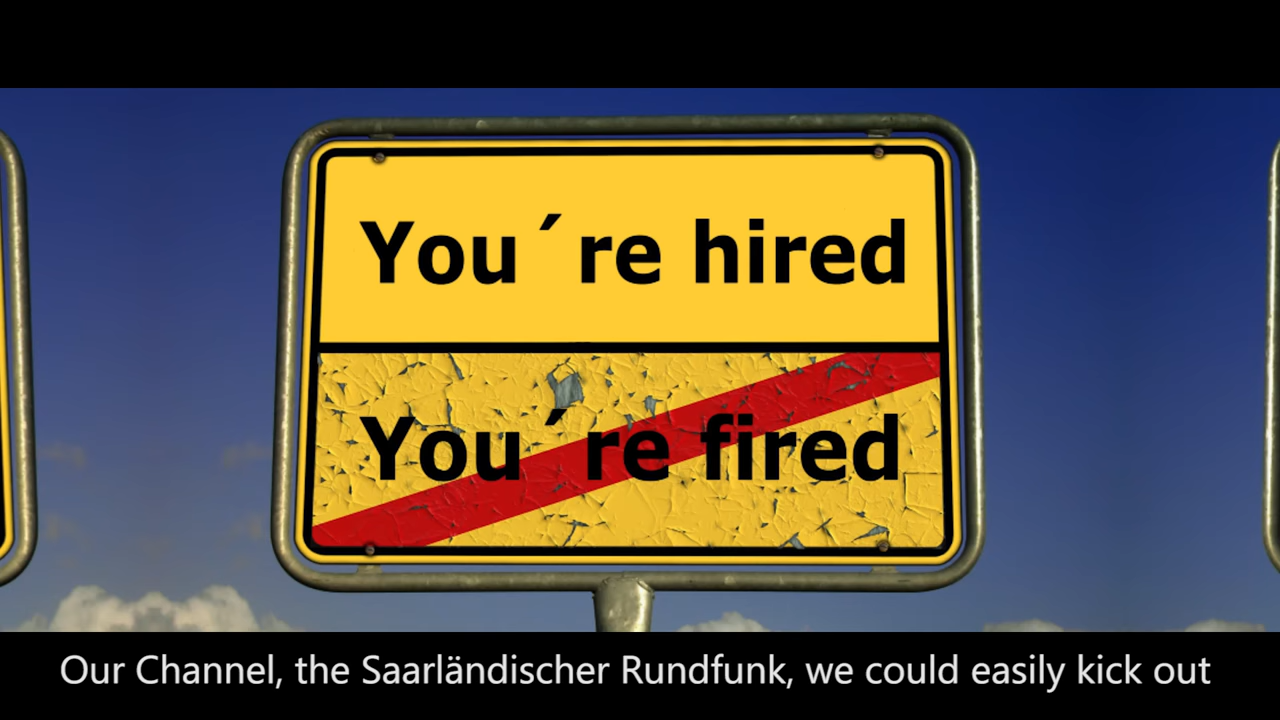 You´re hired
You´re fired
Our Channel, the Saarländischer Rundfunk, we could easily kick out